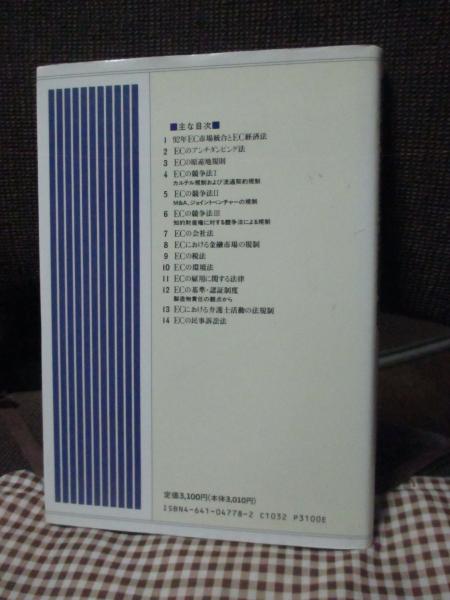 ■主な目次■
1 92年EC市場統合とEC経済法
2 ECのアンチダンピング法
3 ECの原産地規則
4 ECの競争法I
カルテル規制および流通契約規制
5 ECの競争法II
M&A、ジョイントベンチャーの規制
6 ECの競争法III
知的財産権に対する競争法による規制
7 ECの会社法
8 ECにおける金融市場の規制
9 ECの税法
10 ECの環境法
11 ECの雇用に関する法律
12 ECの基準・認証制度
製造物責任の観点から
13 ECにおける弁護士活動の法規制
14 ECの民事訴訟法
定価3,100円(本体3,010円)
ISBN4-641-04778-2 C1032 P3100E